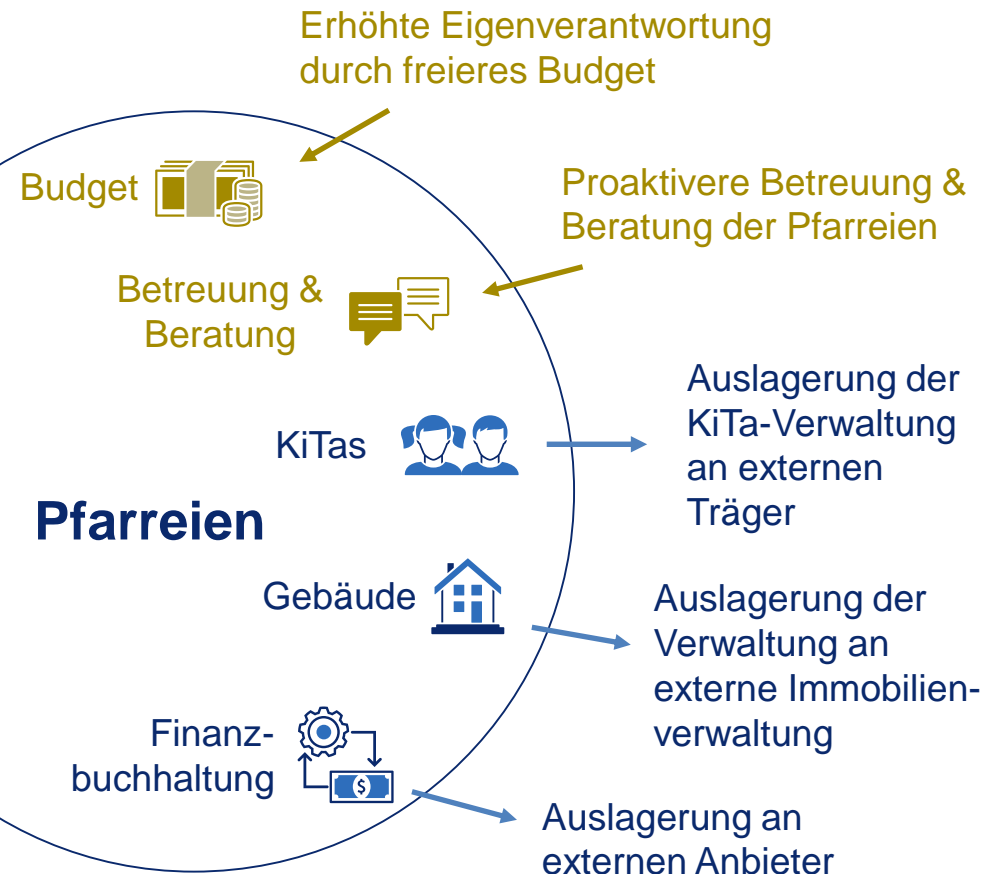 Erhöhte Eigenverantwortung
durch freieres Budget
Budget
Proaktivere Betreuung &
Beratung der Pfarreien
Betreuung &
Beratung
Auslagerung der
KiTa-Verwaltung
an externen
Träger
KiTas
Pfarreien
Gebäude
Auslagerung der
Verwaltung an
externe Immobilien-
verwaltung
Finanz-
buchhaltung
$
Auslagerung an
externen Anbieter